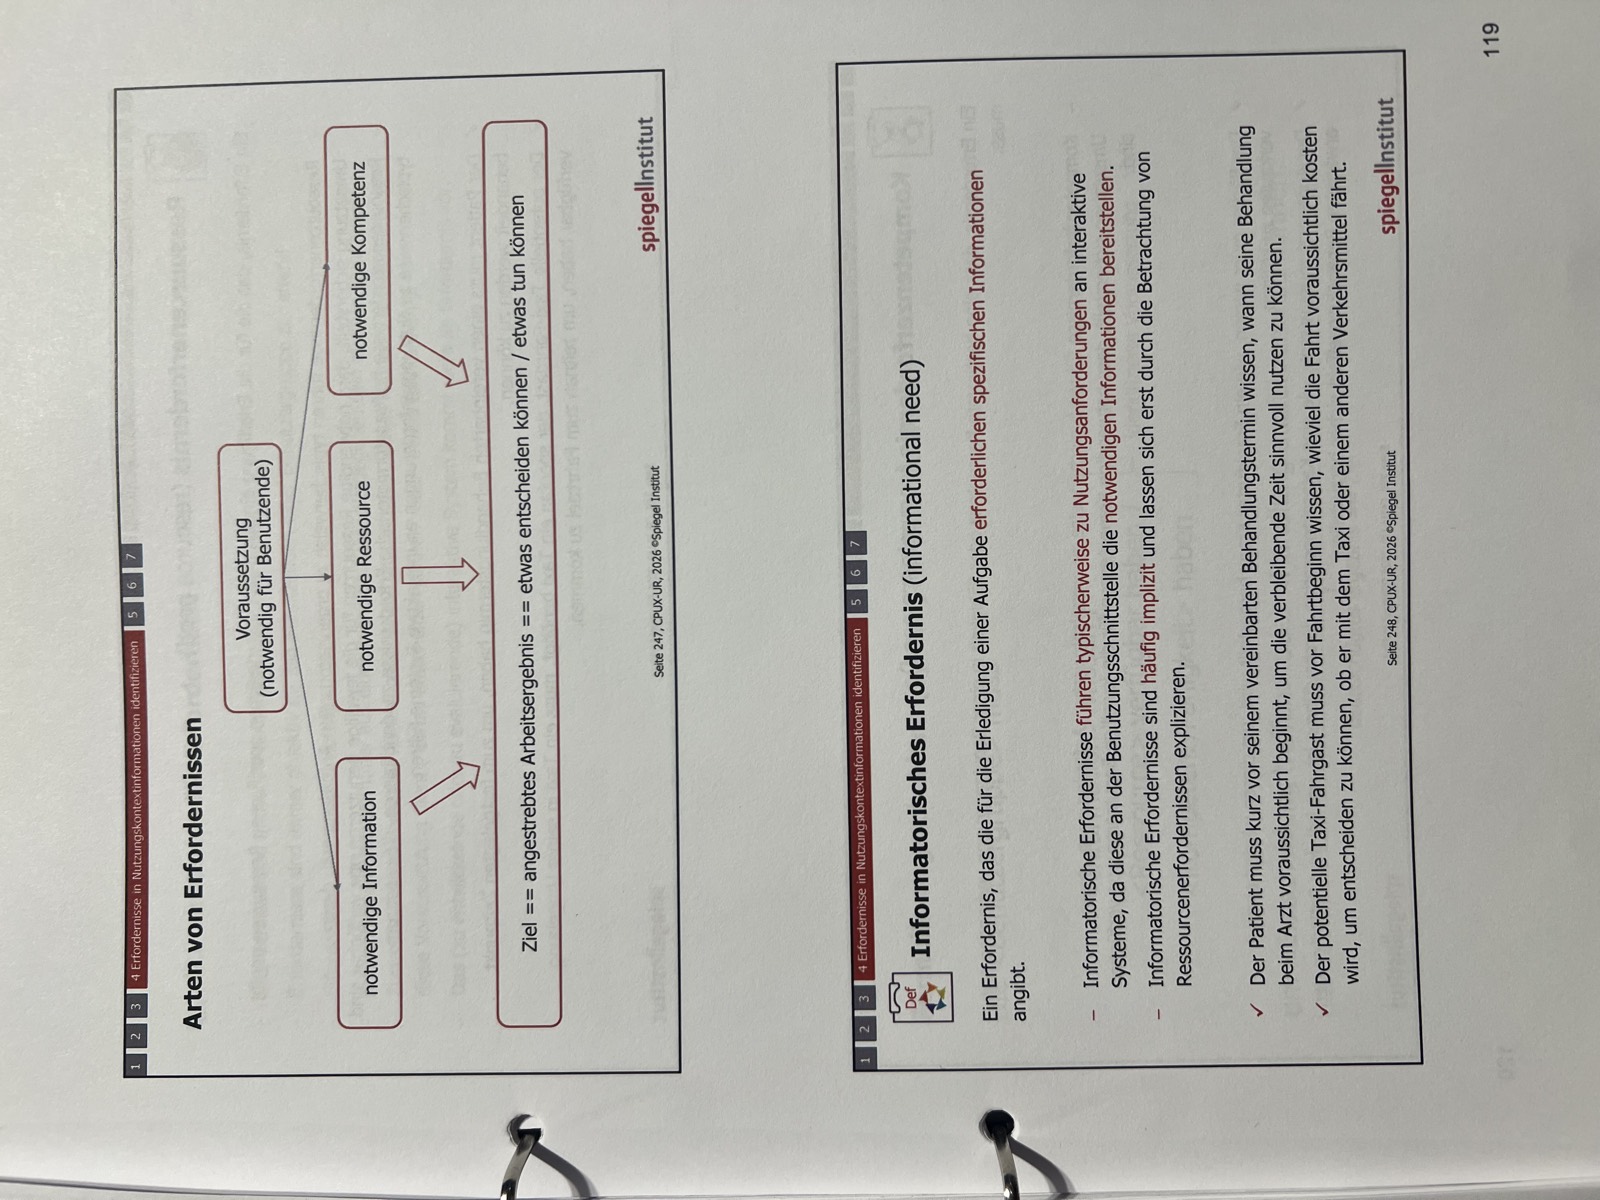 1 2 3 4 Erfordernisse in Nutzungskontextinformationen identifizieren 5 6 7
Arten von Erfordernissen
Voraussetzung
(notwendig für Benutzende)
notwendige Information
notwendige Ressource
notwendige Kompetenz
Ziel == angestrebtes Arbeitsergebnis == etwas entscheiden können / etwas tun können
Seite 247, CPUX-UR, 2026 ©Spiegel Institut
spiegelInstitut
1 2 3 4 Erfordernisse in Nutzungskontextinformationen identifizieren 5 6 7
Def
Informatorisches Erfordernis (informational need)
Ein Erfordernis, das die für die Erledigung einer Aufgabe erforderlichen spezifischen Informationen
angibt.
– Informatorische Erfordernisse führen typischerweise zu Nutzungsanforderungen an interaktive
Systeme, da diese an der Benutzungsschnittstelle die notwendigen Informationen bereitstellen.
– Informatorische Erfordernisse sind häufig implizit und lassen sich erst durch die Betrachtung von
Ressourcenerfordernissen explizieren.
✓ Der Patient muss kurz vor seinem vereinbarten Behandlungstermin wissen, wann seine Behandlung
beim Arzt voraussichtlich beginnt, um die verbleibende Zeit sinnvoll nutzen zu können.
✓ Der potentielle Taxi-Fahrgast muss vor Fahrtbeginn wissen, wieviel die Fahrt voraussichtlich kosten
wird, um entscheiden zu können, ob er mit dem Taxi oder einem anderen Verkehrsmittel fährt.
Seite 248, CPUX-UR, 2026 ©Spiegel Institut
spiegelInstitut
119